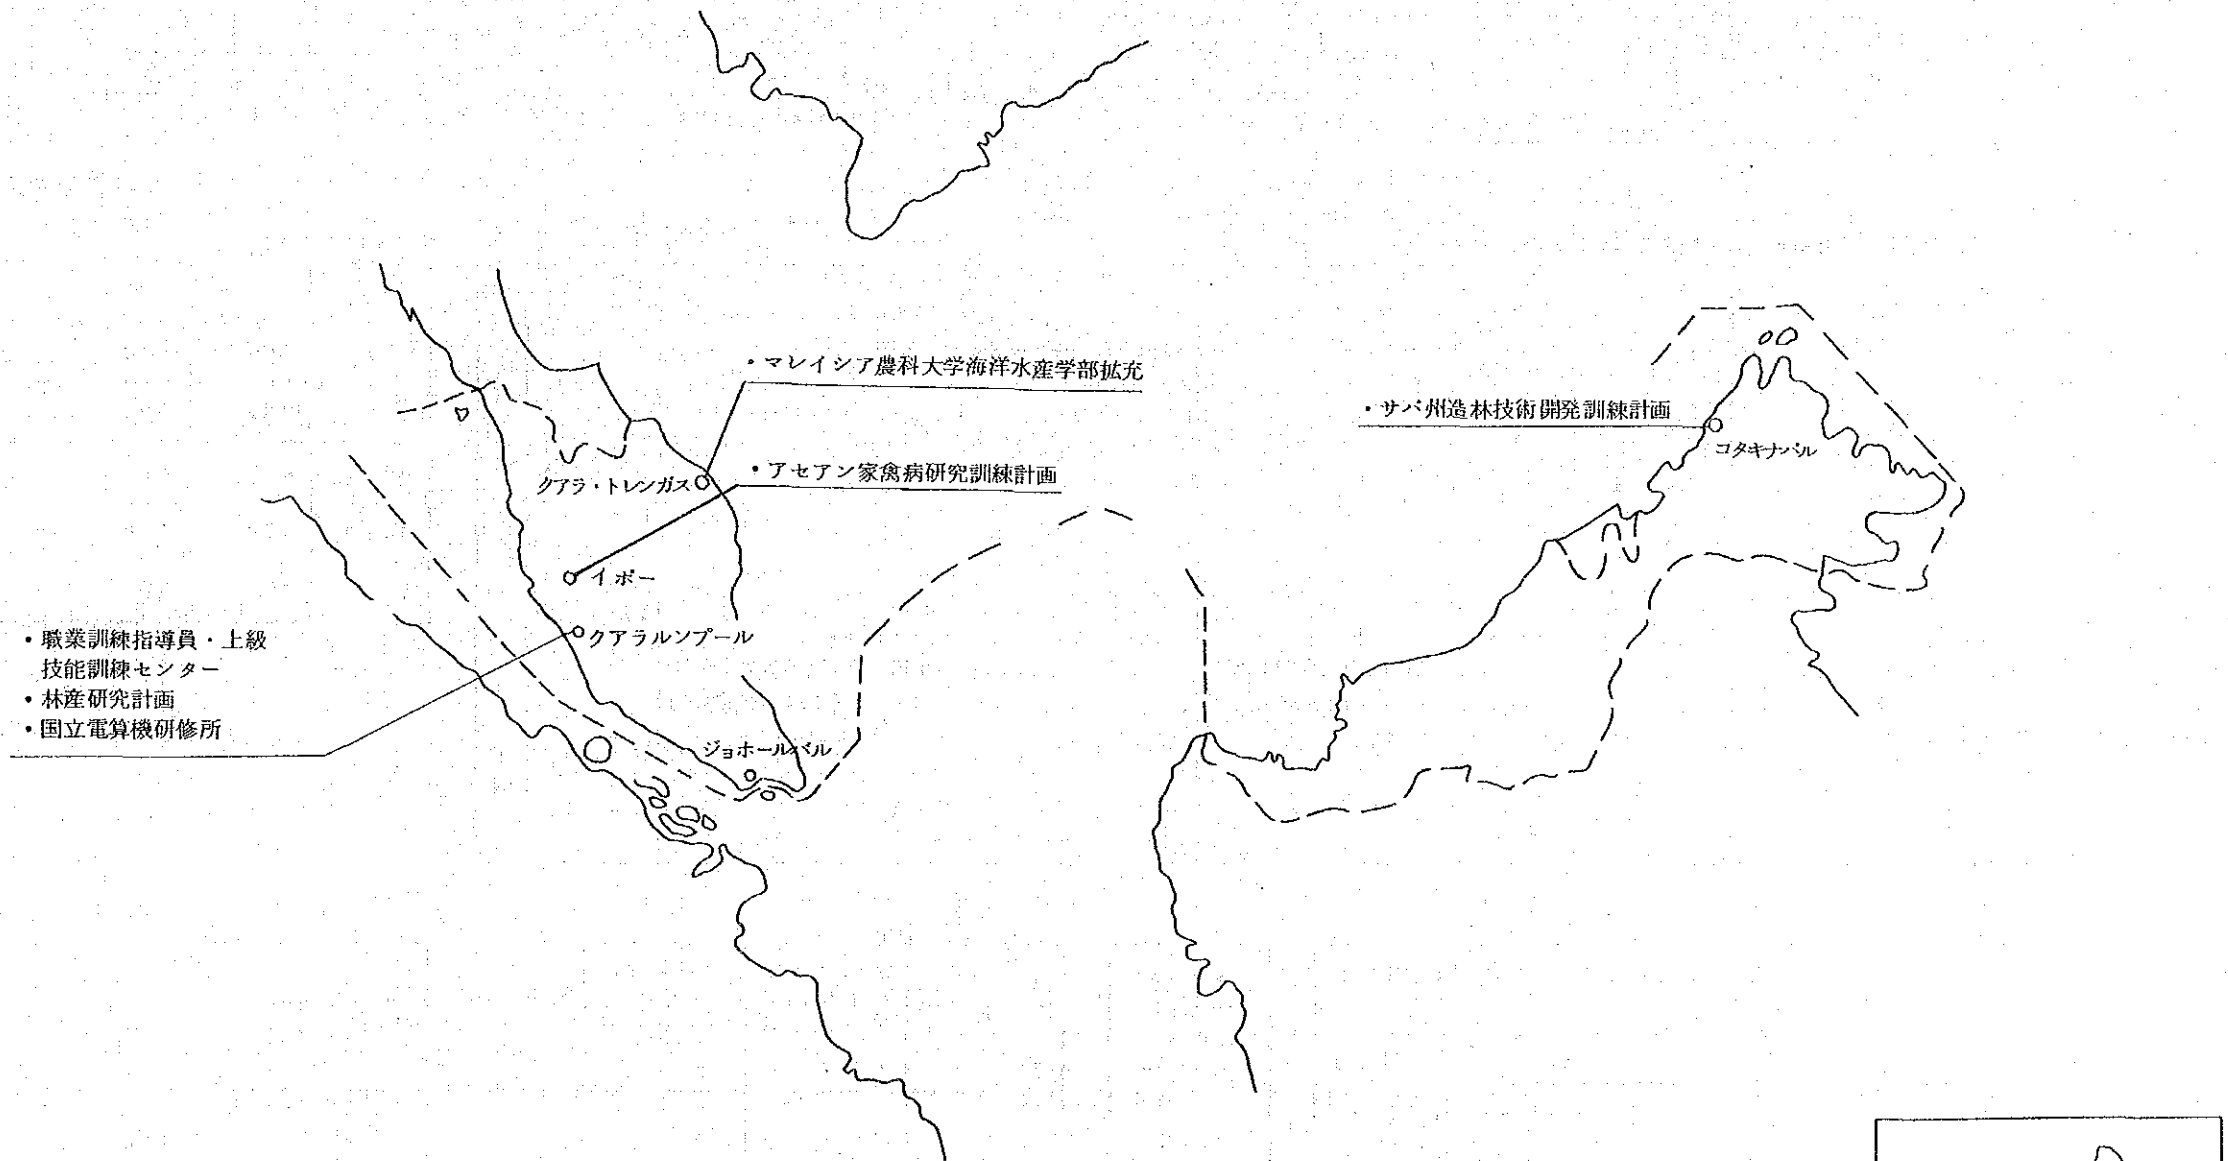 ・マレイシア農科大学海洋水産学部拡充
・サバ州造林技術開発訓練計画
コタキナバル
・アセアン家禽病研究訓練計画
クアラ・トレンガス
イポー
クアラルンプール
・職業訓練指導員・上級
技能訓練センター
・林産研究計画
・国立電算機研修所
ジョホールバル